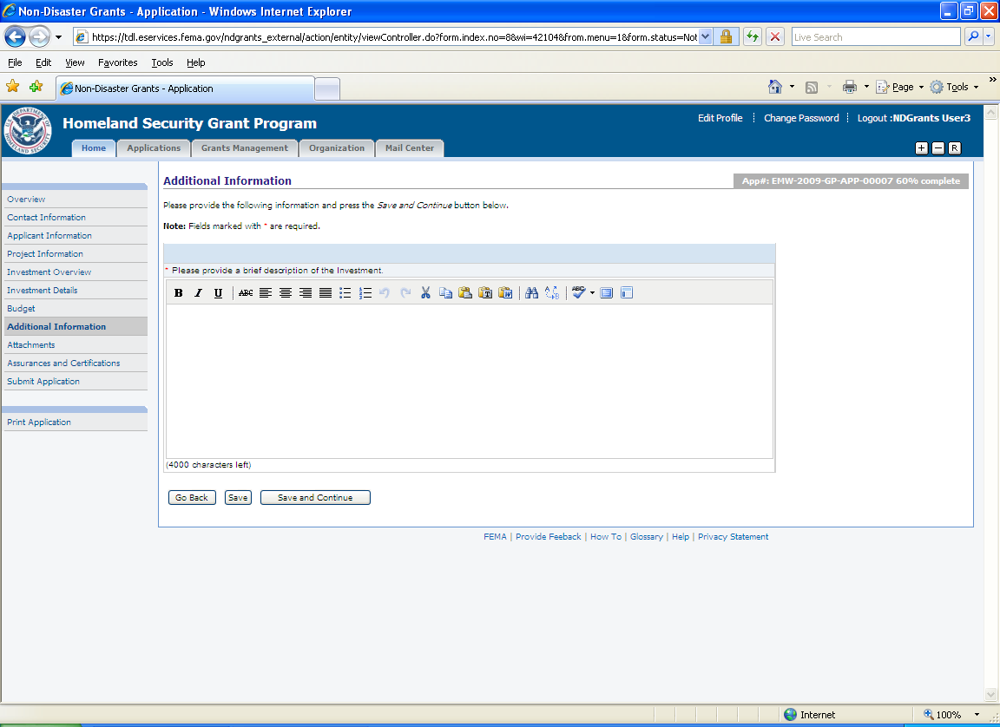 Non-Disaster Grants - Application - Windows Internet Explorer
https://tdl.eservices.fema.gov/ndgrants_external/action/entity/viewController.do?form.index.no=8&wi=42104&from.menu=1&form.status=Not
Live Search
File Edit View Favorites Tools Help
Non-Disaster Grants - Application
Page Tools
Homeland Security Grant Program
Edit Profile Change Password Logout :NDGrants User3
Home Applications Grants Management Organization Mail Center
+ − R
Additional Information
App#: EMW-2009-GP-APP-00007 60% complete
Please provide the following information and press the Save and Continue button below.
Note: Fields marked with * are required.
Overview
Contact Information
Applicant Information
Project Information
Investment Overview
Investment Details
Budget
Additional Information
Attachments
Assurances and Certifications
Submit Application
Print Application
* Please provide a brief description of the Investment.
B I U ABC
(4000 characters left)
Go Back Save Save and Continue
FEMA | Provide Feeback | How To | Glossary | Help | Privacy Statement
Internet
100%